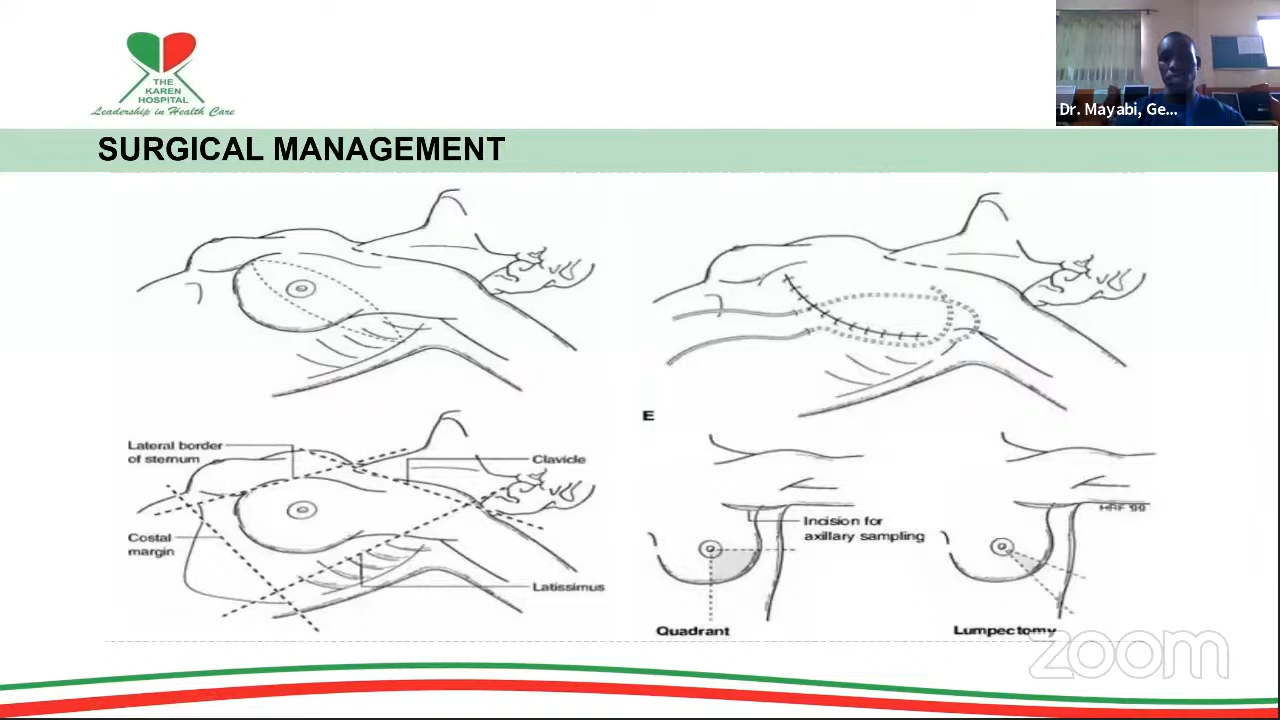 THE
KAREN
HOSPITAL
Leadership in Health Care
Dr. Mayabi, Ge...
SURGICAL MANAGEMENT
E
Lateral border
of sternum
Clavicle
Costal
margin
Latissimus
Incision for
axillary sampling
HRF 99
Quadrant
Lumpectomy
zoom